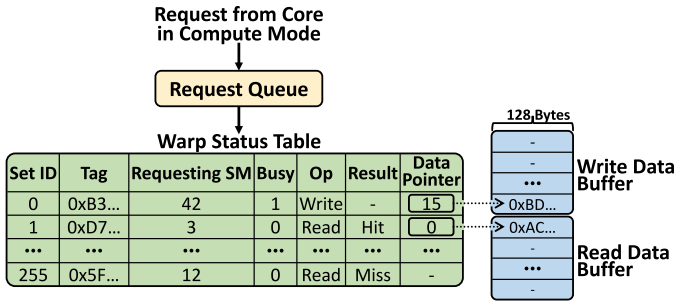 Request from Core
in Compute Mode
Request Queue
Warp Status Table
Set ID Tag Requesting SM Busy Op Result Data Pointer
0 0xB3... 42 1 Write - 15
1 0xD7... 3 0 Read Hit 0
... ... ... ... ... ... ...
255 0x5F... 12 0 Read Miss -
128 Bytes
-
-
...
0xBD...
Write Data
Buffer
0xAC...
-
...
-
Read Data
Buffer